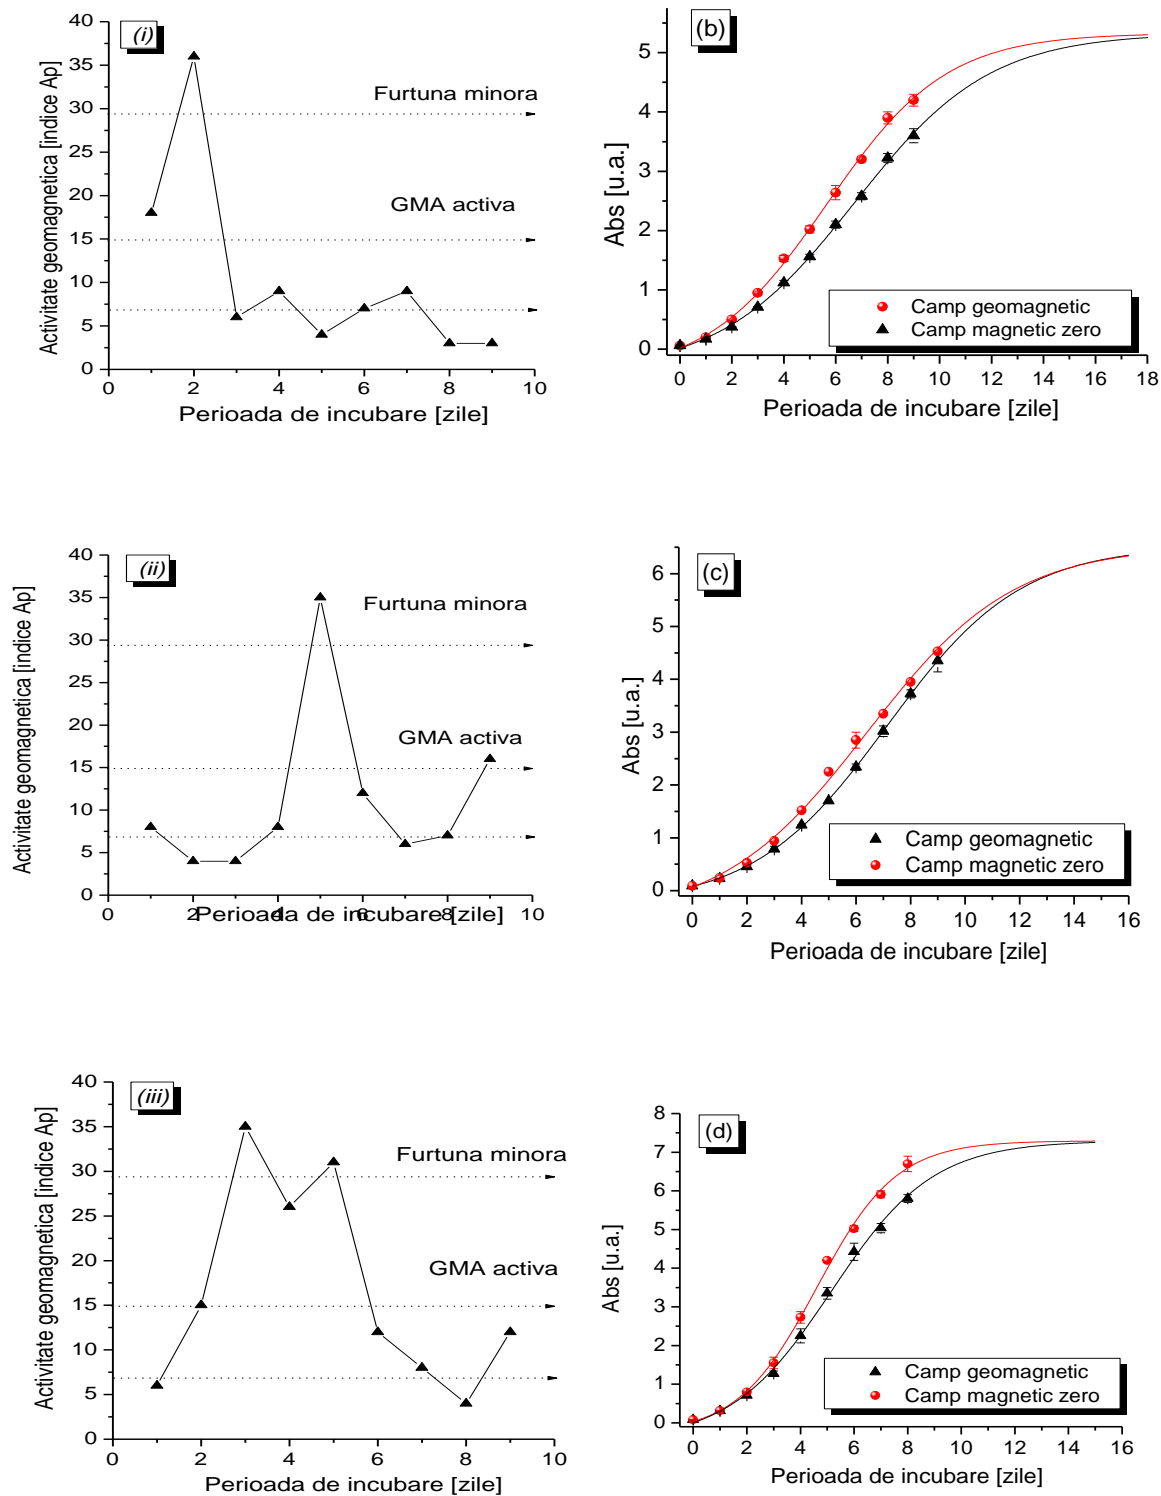 (i)
Activitate geomagnetica [indice Ap]
40
35
30
25
20
15
10
5
0
Furtuna minora
GMA activa
0 2 4 6 8 10
Perioada de incubare [zile]
(b)
Abs [u.a.]
5
4
3
2
1
0
Camp geomagnetic
Camp magnetic zero
0 2 4 6 8 10 12 14 16 18
Perioada de incubare [zile]
(ii)
Activitate geomagnetica [indice Ap]
40
35
30
25
20
15
10
5
0
Furtuna minora
GMA activa
0 2 4 6 8 10
Perioada de incubare [zile]
(c)
Abs [u.a.]
6
5
4
3
2
1
0
Camp geomagnetic
Camp magnetic zero
0 2 4 6 8 10 12 14 16
Perioada de incubare [zile]
(iii)
Activitate geomagnetica [indice Ap]
40
35
30
25
20
15
10
5
0
Furtuna minora
GMA activa
0 2 4 6 8 10
Perioada de incubare [zile]
(d)
Abs [u.a.]
8
7
6
5
4
3
2
1
0
Camp geomagnetic
Camp magnetic zero
0 2 4 6 8 10 12 14 16
Perioada de incubare [zile]